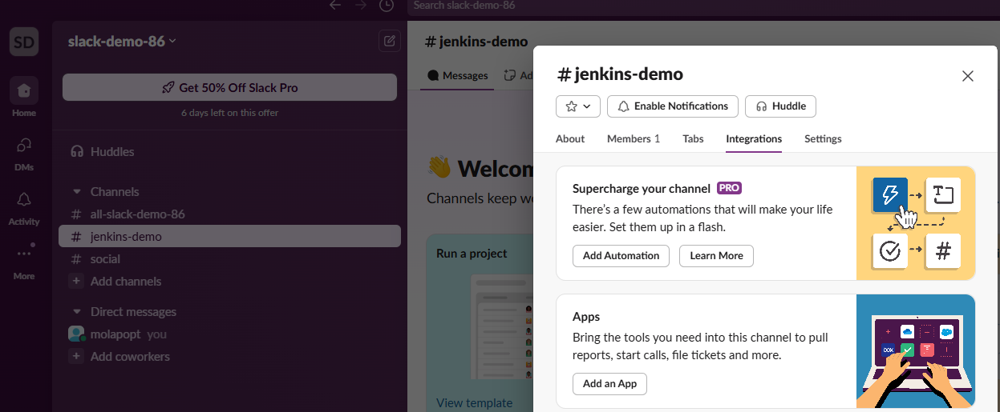 Search slack-demo-86
SD
slack-demo-86
Get 50% Off Slack Pro
6 days left on this offer
Home
DMs
Activity
More
Huddles
Channels
# all-slack-demo-86
# jenkins-demo
# social
+ Add channels
Direct messages
molapopt you
+ Add coworkers
# jenkins-demo
Messages
Ad
👋 Welcom
Channels keep wo
Run a project
View template
# jenkins-demo
Enable Notifications
Huddle
About Members 1 Tabs Integrations Settings
Supercharge your channel PRO
There's a few automations that will make your life
easier. Set them up in a flash.
Add Automation Learn More
T
#
Apps
Bring the tools you need into this channel to pull
reports, start calls, file tickets and more.
Add an App